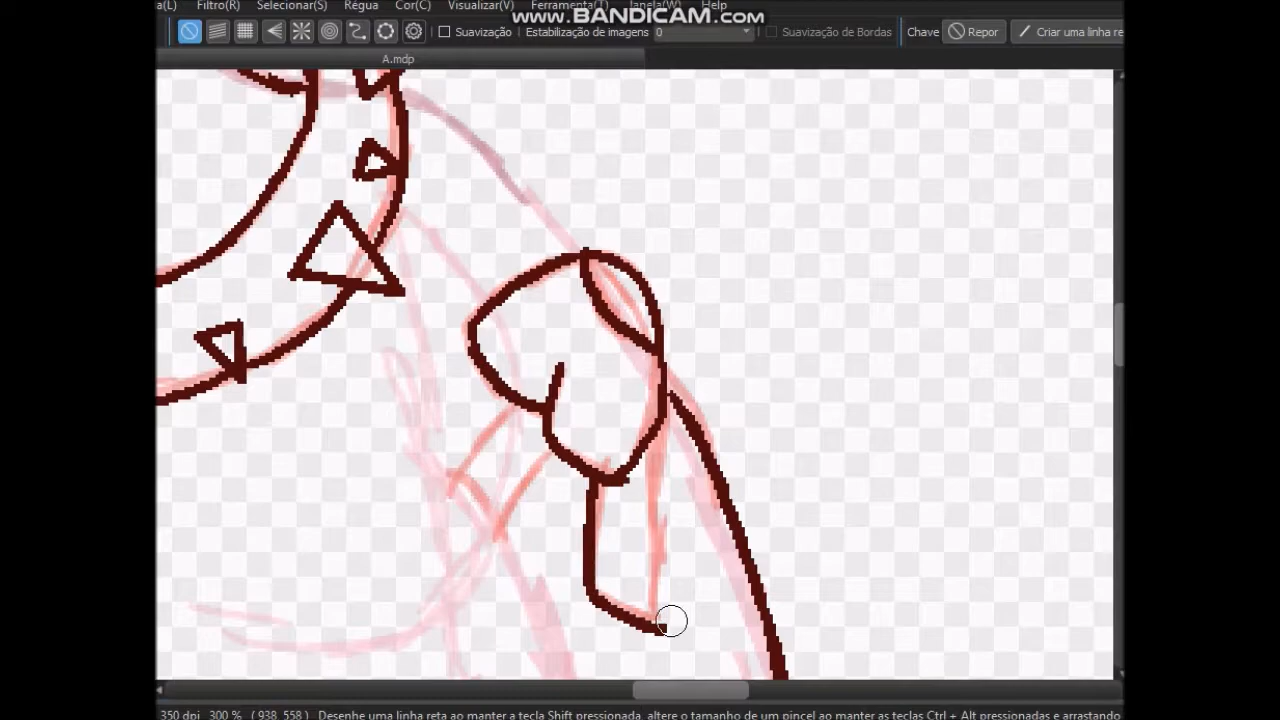 a(L) Filtro(R) Selecionar(S) Régua Cor(C) Visualizar(V) Ferramenta(T) Janela(W) Help
www.BANDICAM.com
Suavização Estabilização de imagens 0 Suavização de Bordas Chave Repor Criar uma linha re
A.mdp
350 dpi 300 % ( 938, 558 ) Desenhe uma linha reta ao manter a tecla Shift pressionada, altere o tamanho de um pincel ao manter as teclas Ctrl + Alt pressionadas e arrastando